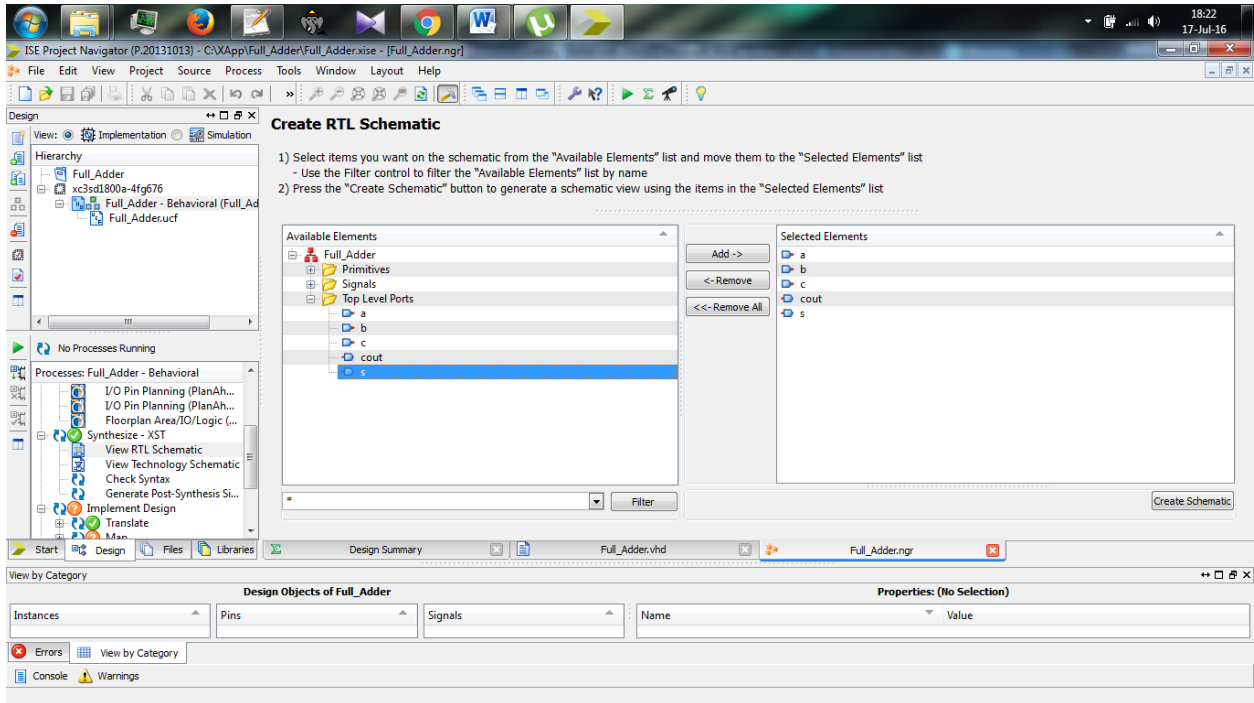 18:22
17-Jul-16
ISE Project Navigator (P.20131013) - C:\XApp\Full_Adder\Full_Adder.xise - [Full_Adder.ngr]
File Edit View Project Source Process Tools Window Layout Help
Design
View: Implementation Simulation
Hierarchy
Full_Adder
xc3sd1800a-4fg676
Full_Adder - Behavioral (Full_Ad
Full_Adder.ucf
No Processes Running
Processes: Full_Adder - Behavioral
I/O Pin Planning (PlanAh...
I/O Pin Planning (PlanAh...
Floorplan Area/IO/Logic (...
Synthesize - XST
View RTL Schematic
View Technology Schematic
Check Syntax
Generate Post-Synthesis Si...
Implement Design
Translate
Map
Start Design Files Libraries
Create RTL Schematic
1) Select items you want on the schematic from the "Available Elements" list and move them to the "Selected Elements" list
- Use the Filter control to filter the "Available Elements" list by name
2) Press the "Create Schematic" button to generate a schematic view using the items in the "Selected Elements" list
Available Elements
Full_Adder
Primitives
Signals
Top Level Ports
a
b
c
cout
s
* Filter
Add ->
<- Remove
<<- Remove All
Selected Elements
a
b
c
cout
s
Create Schematic
Design Summary Full_Adder.vhd Full_Adder.ngr
View by Category
Design Objects of Full_Adder Properties: (No Selection)
Instances Pins Signals Name Value
Errors View by Category
Console Warnings